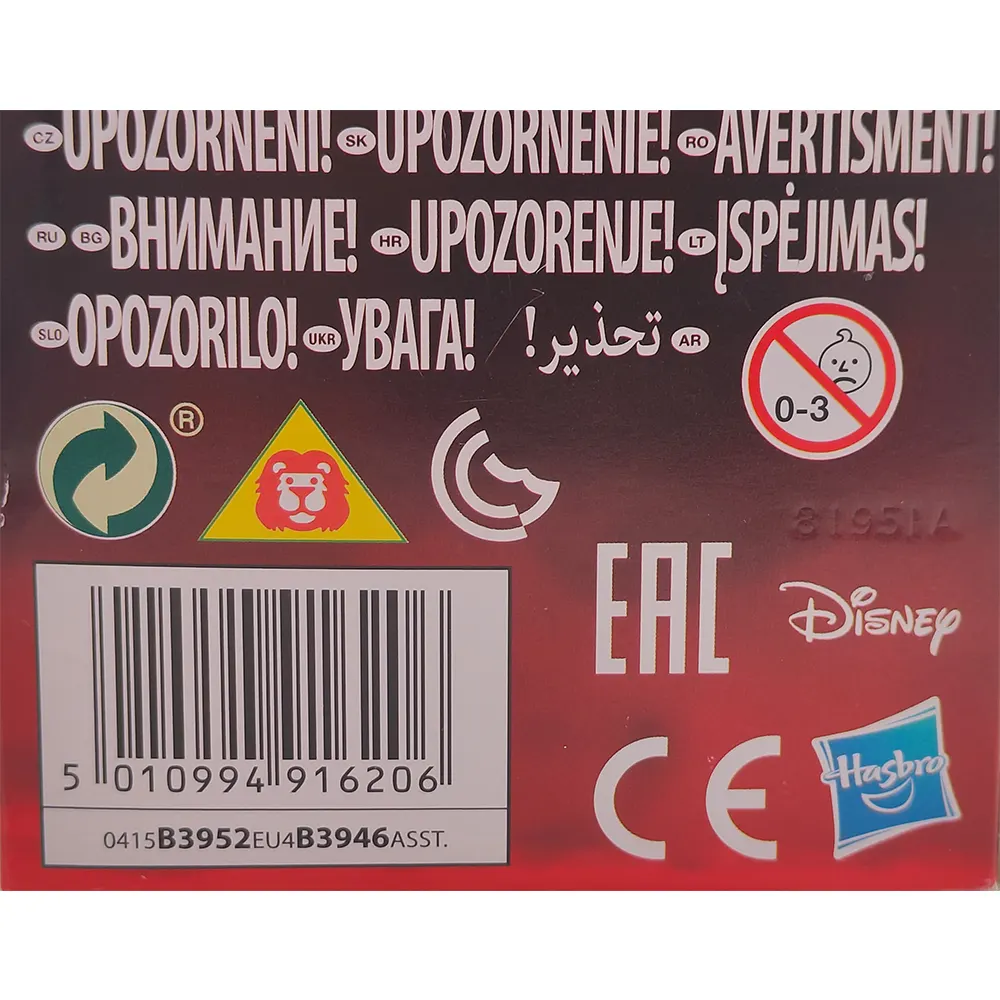 CZ UPOZORNĚNÍ! SK UPOZORNENIE! RO AVERTISMENT!
RU BG ВНИМАНИЕ! HR UPOZORENJE! LT ĮSPĖJIMAS!
SLO OPOZORILO! UKR УВАГА! تحذير! AR
0-3
®
81951A
EAC
Disney
5 010994 916206
CE
Hasbro
0415B3952EU4B3946ASST.